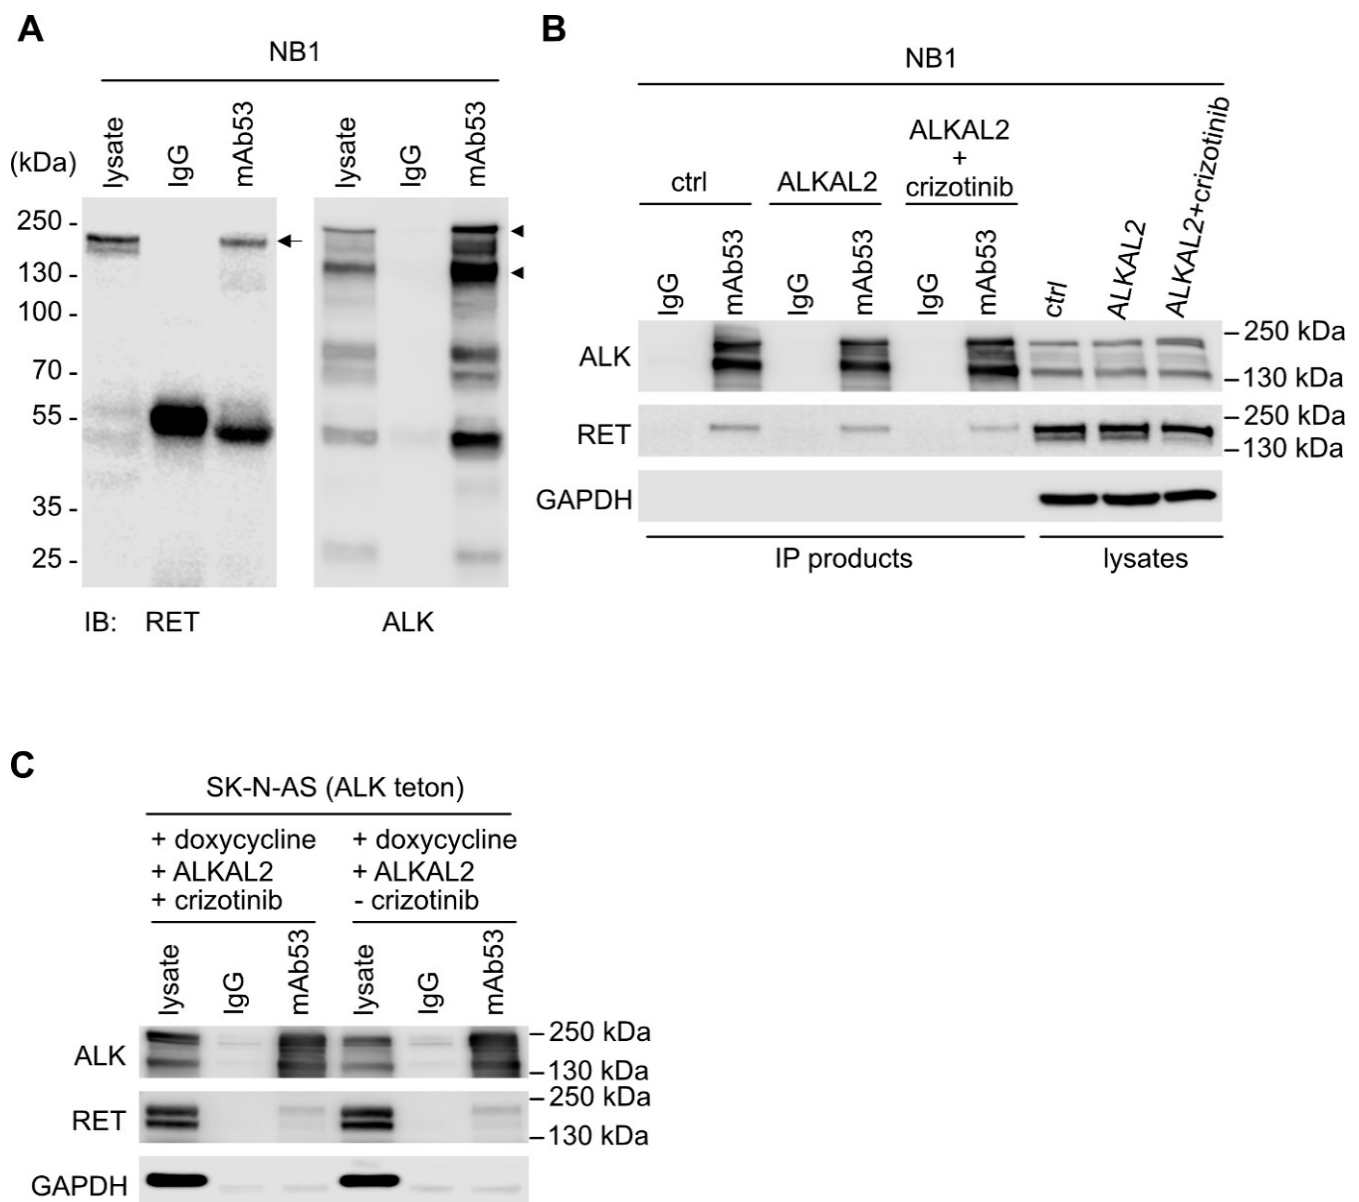 A
NB1
(kDa)
lysate
IgG
mAb53
lysate
IgG
mAb53
250 -
130 -
100 -
70 -
55 -
35 -
25 -
IB: RET ALK
B
NB1
ctrl
ALKAL2
ALKAL2
+
crizotinib
IgG
mAb53
IgG
mAb53
IgG
mAb53
ctrl
ALKAL2
ALKAL2+crizotinib
ALK
–250 kDa
–130 kDa
RET
–250 kDa
–130 kDa
GAPDH
IP products
lysates
C
SK-N-AS (ALK teton)
+ doxycycline
+ ALKAL2
+ crizotinib
+ doxycycline
+ ALKAL2
- crizotinib
lysate
IgG
mAb53
lysate
IgG
mAb53
ALK
–250 kDa
–130 kDa
RET
–250 kDa
–130 kDa
GAPDH